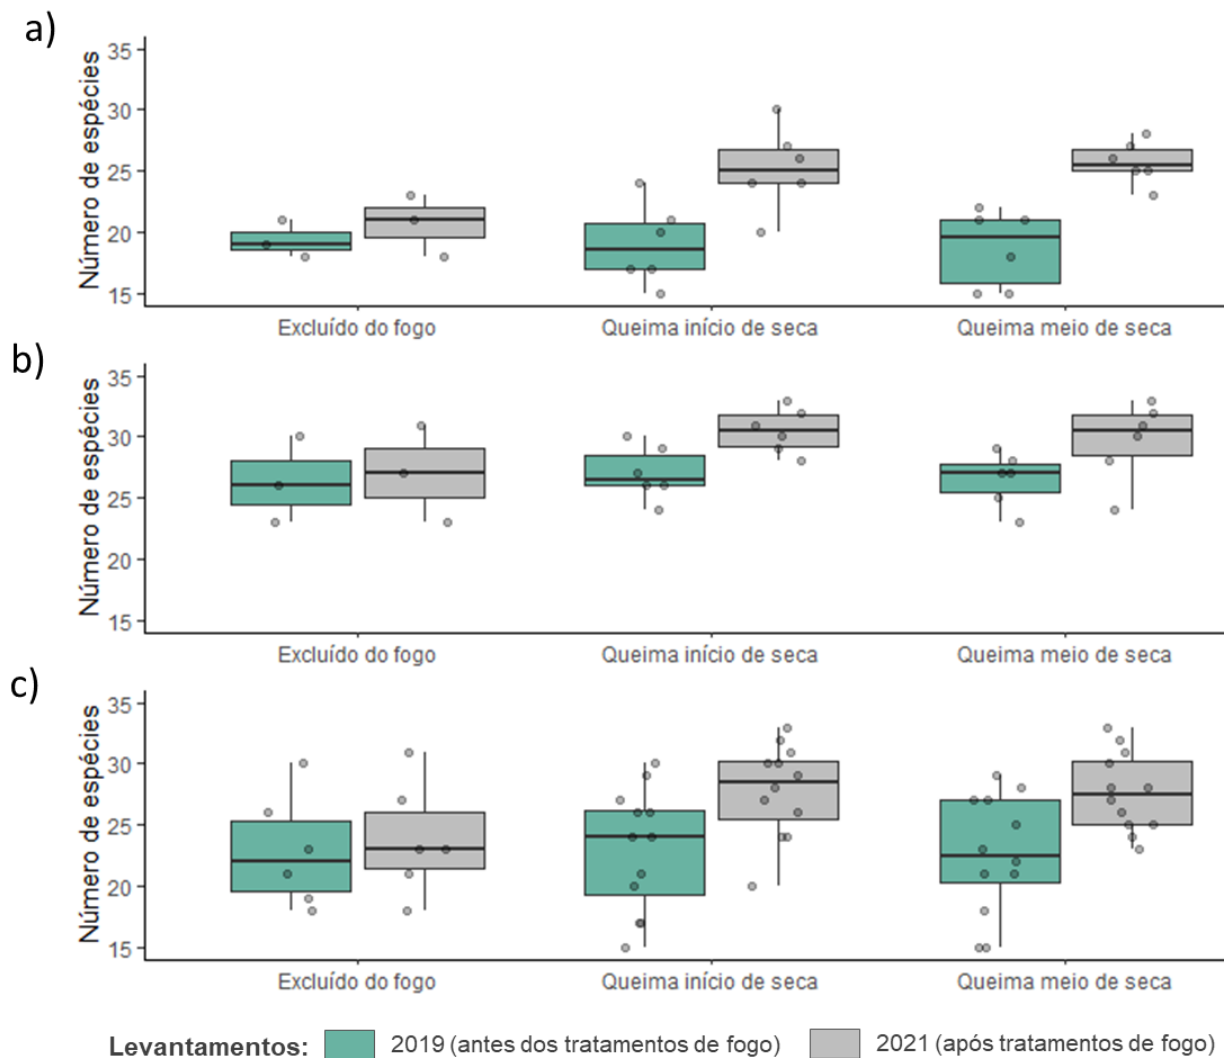 a)
Número de espécies
35
30
25
20
15
Excluído do fogo
Queima início de seca
Queima meio de seca
b)
Número de espécies
35
30
25
20
15
Excluído do fogo
Queima início de seca
Queima meio de seca
c)
Número de espécies
35
30
25
20
15
Excluído do fogo
Queima início de seca
Queima meio de seca
Levantamentos: 2019 (antes dos tratamentos de fogo) 2021 (após tratamentos de fogo)